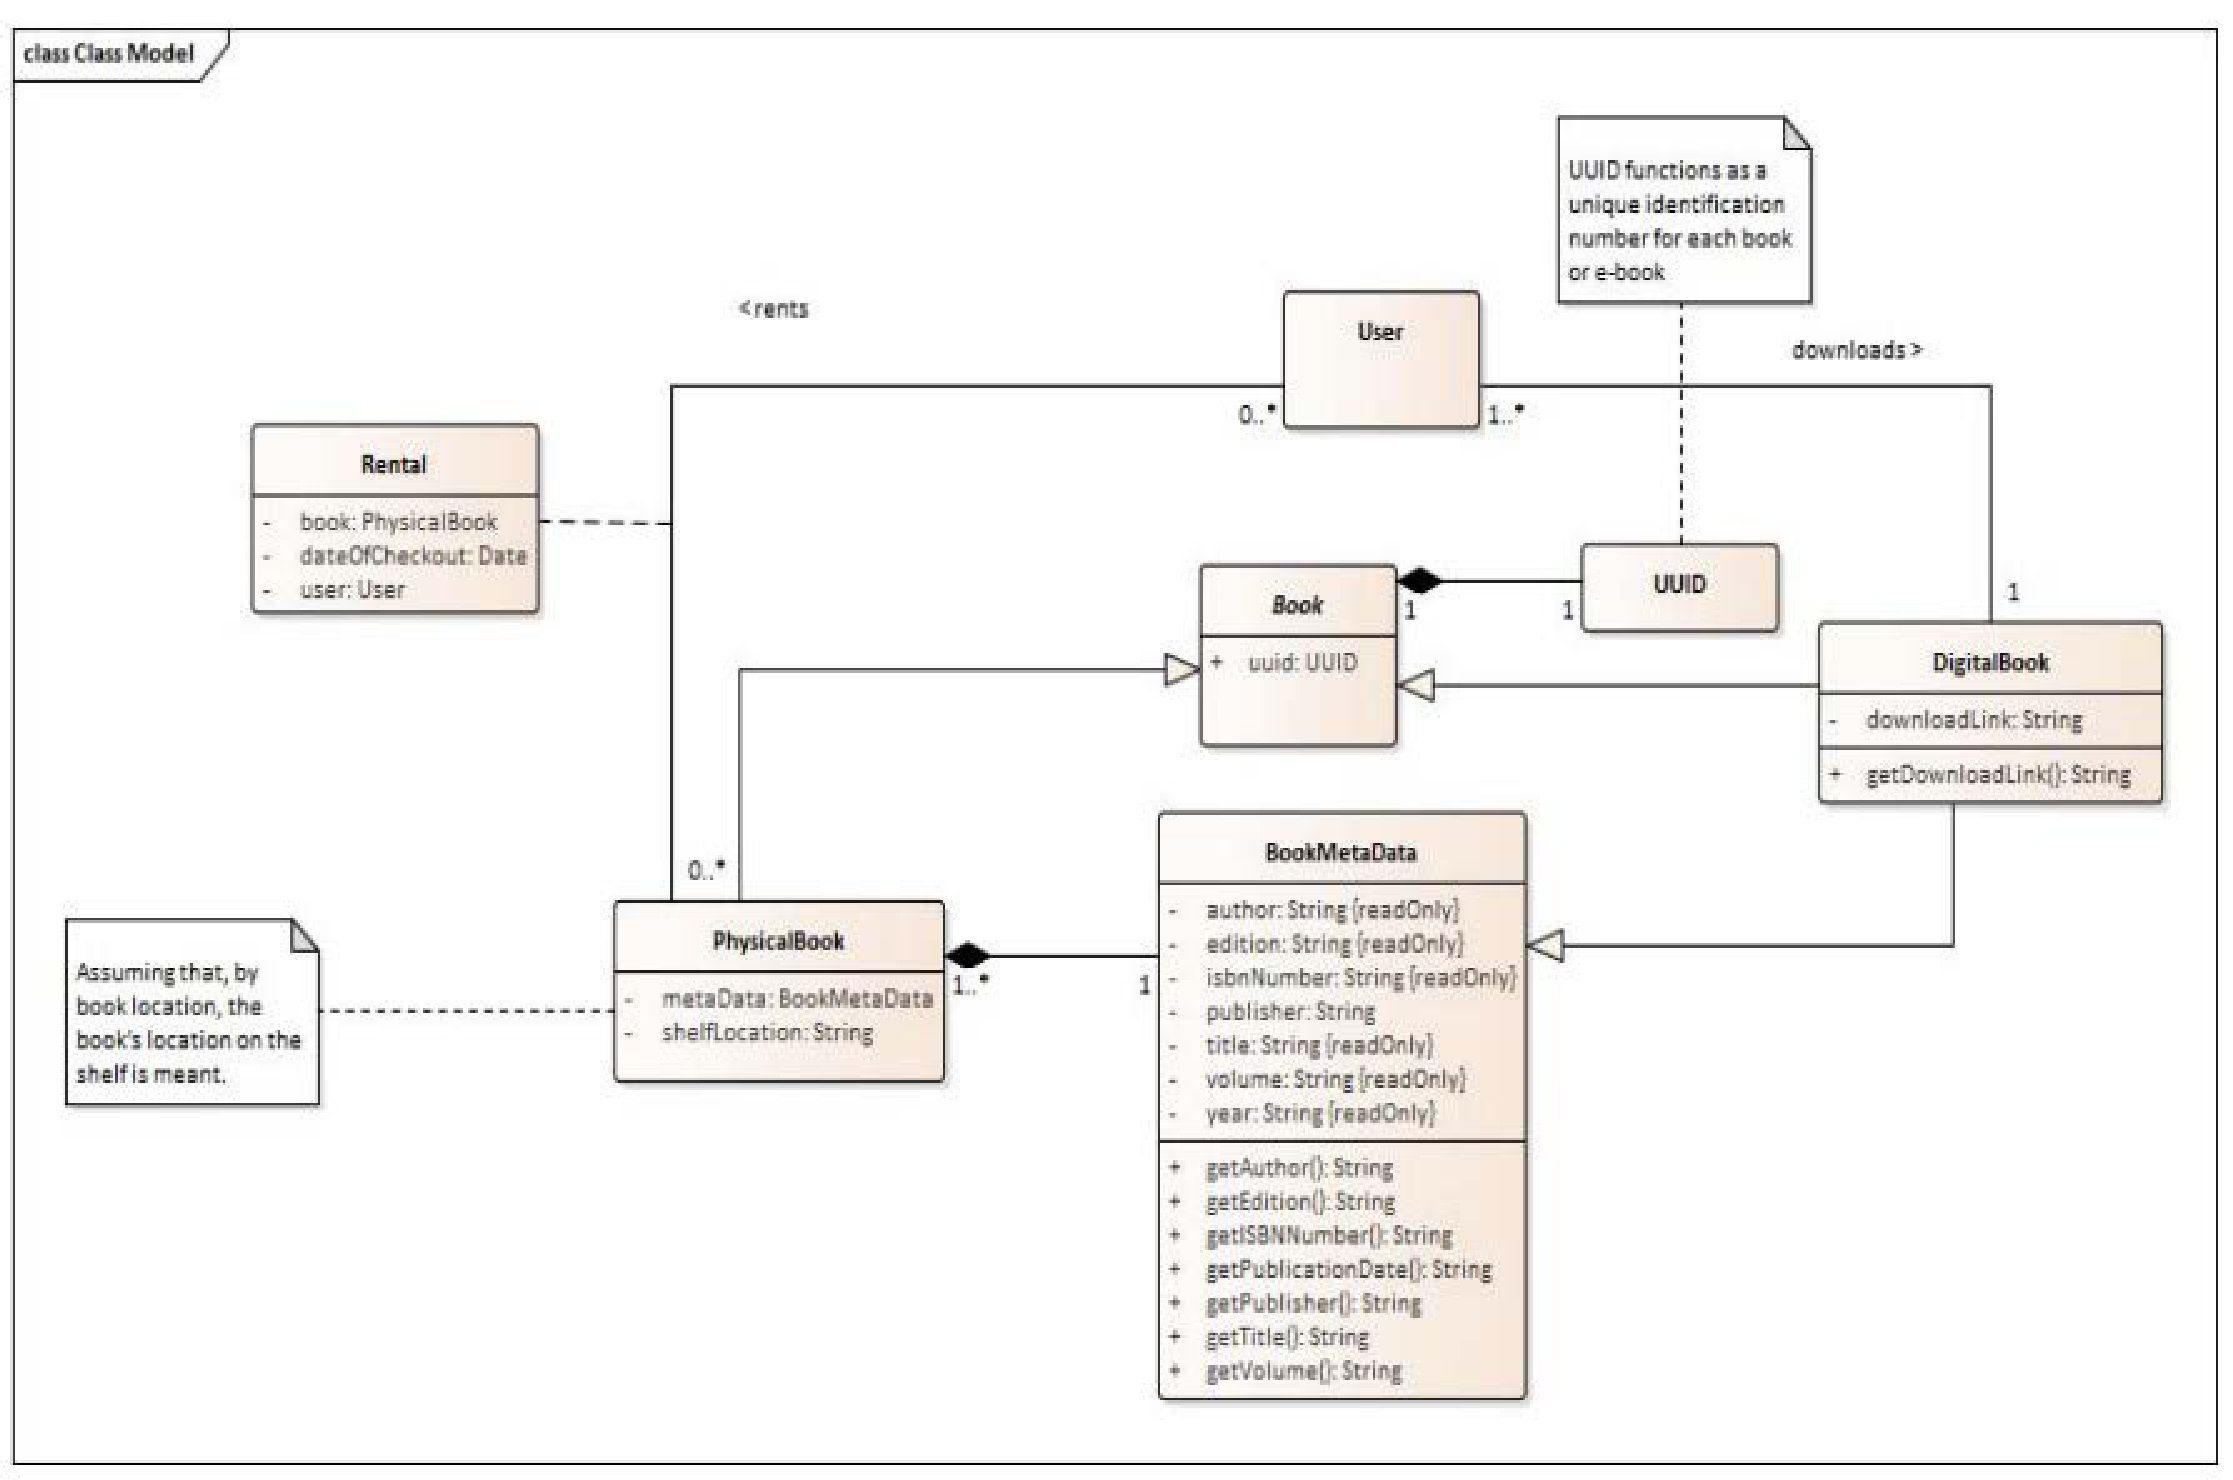 class Class Model
UUID functions as a
unique identification
number for each book
or e-book
< rents
User
downloads >
0..*
1..*
Rental
- book: PhysicalBook
- dateOfCheckout: Date
- user: User
Book
+ uuid: UUID
1
1
UUID
1
DigitalBook
- downloadLink: String
+ getDownloadLink(): String
0..*
PhysicalBook
- metaData: BookMetaData
- shelfLocation: String
1..*
1
Assuming that, by
book location, the
book's location on the
shelf is meant.
BookMetaData
- author: String {readOnly}
- edition: String {readOnly}
- isbnNumber: String {readOnly}
- publisher: String
- title: String {readOnly}
- volume: String {readOnly}
- year: String {readOnly}
+ getAuthor(): String
+ getEdition(): String
+ getISBNNumber(): String
+ getPublicationDate(): String
+ getPublisher(): String
+ getTitle(): String
+ getVolume(): String